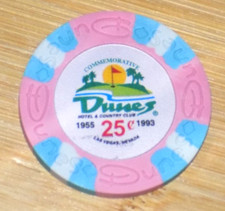 COMMEMORATIVE
Dunes
HOTEL & COUNTRY CLUB
1955 25¢ 1993
LAS VEGAS, NEVADA